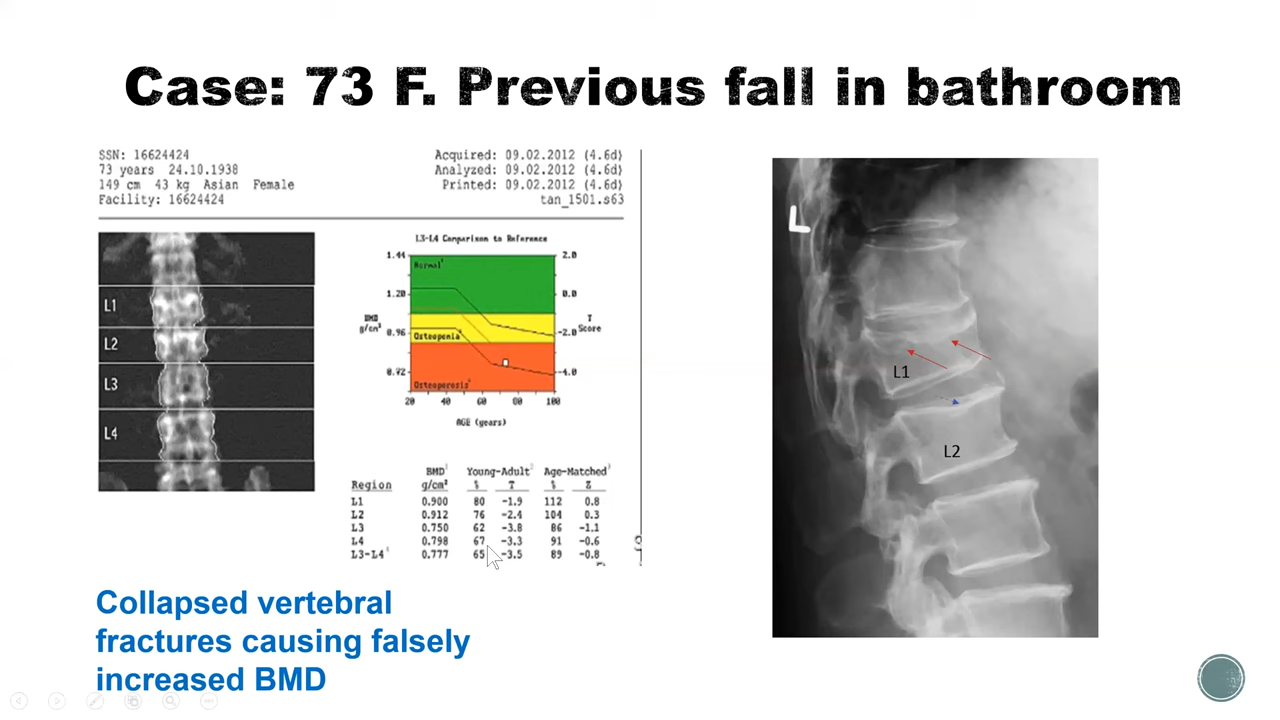 Case: 73 F. Previous fall in bathroom
SSN: 16624424
73 years 24.10.1938
149 cm 43 kg Asian Female
Facility: 16624424
Acquired: 09.02.2012 (4.6d)
Analyzed: 09.02.2012 (4.6d)
Printed: 09.02.2012 (4.6d)
tan_1501.s63
L1
L2
L3
L4
L3-L4 Comparison to Reference
1.44
1.20
0.96
0.72
BMD
g/cm²
Normal
Osteopenia
Osteoporosis
2.0
0.0
-2.0
-4.0
T
Score
20 40 60 80 100
AGE (years)
BMD¹ Young-Adult² Age-Matched³
Region g/cm² % T % Z
L1 0.900 80 -1.9 112 0.8
L2 0.912 76 -2.4 104 0.3
L3 0.750 62 -3.8 86 -1.1
L4 0.798 67 -3.3 91 -0.6
L3-L4 0.777 65 -3.5 89 -0.8
L
L1
L2
Collapsed vertebral
fractures causing falsely
increased BMD